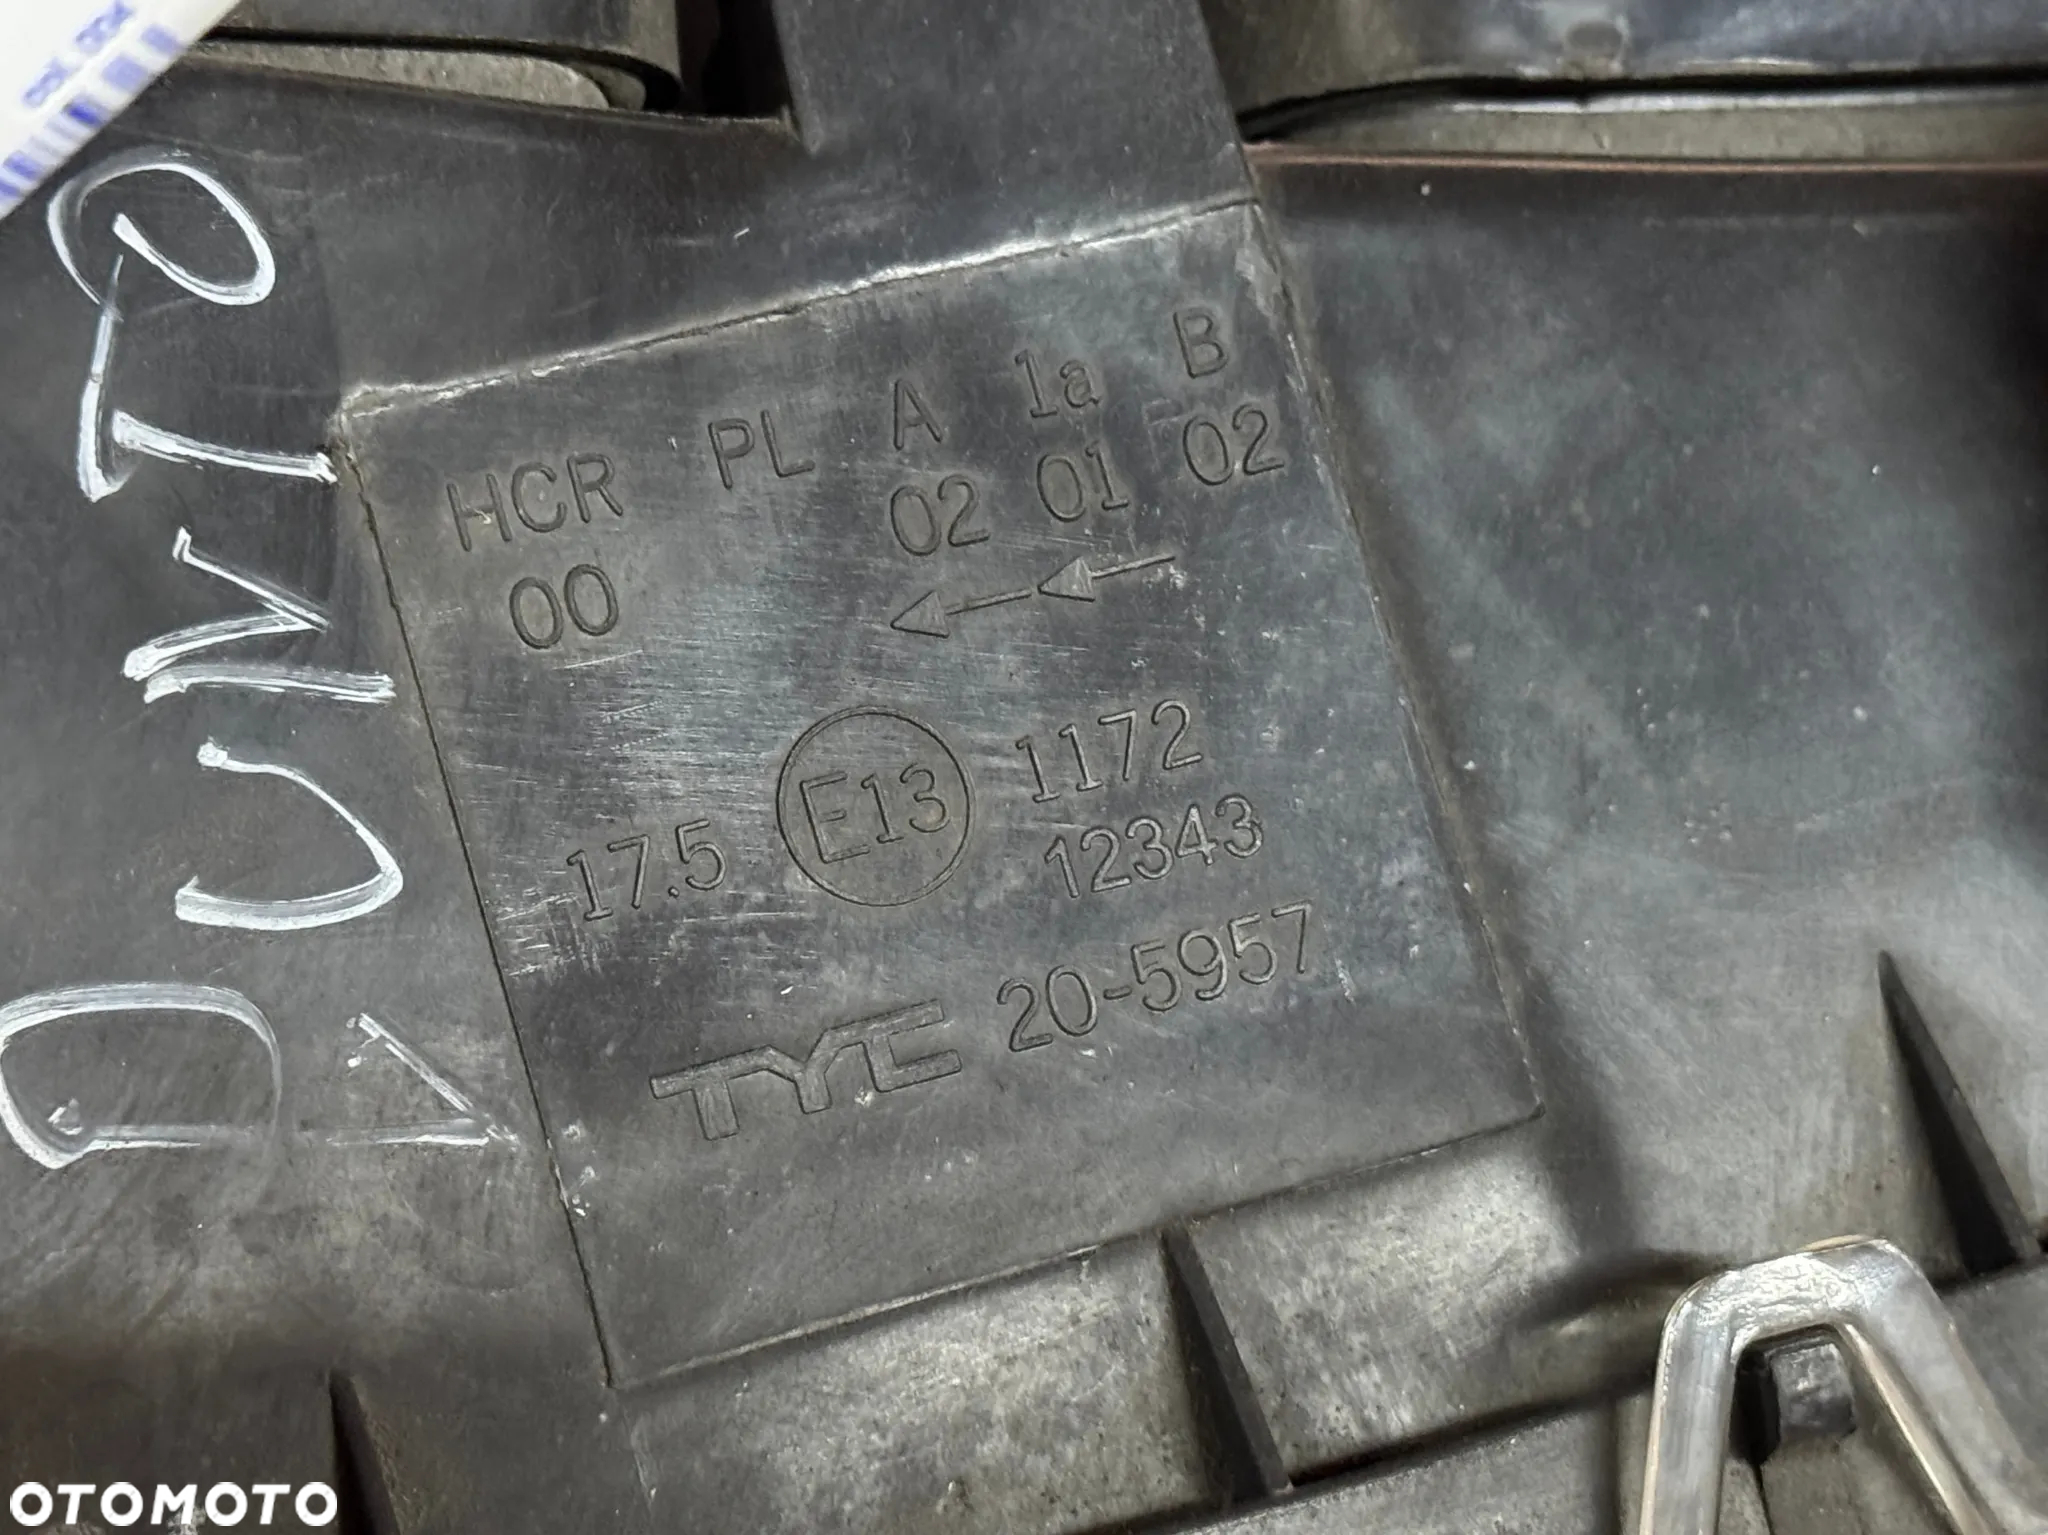 HCR PL A 1a B
00 02 01 02
17.5 E13 1172
12343
TYC 20-5957
OTOMOTO